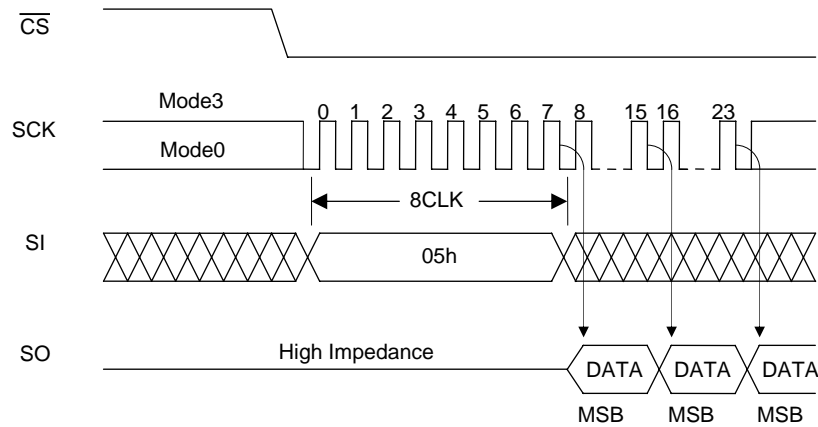 CS
Mode3
0 1 2 3 4 5 6 7 8 15 16 23
SCK
Mode0
8CLK
SI
05h
SO
High Impedance
DATA DATA DATA
MSB MSB MSB